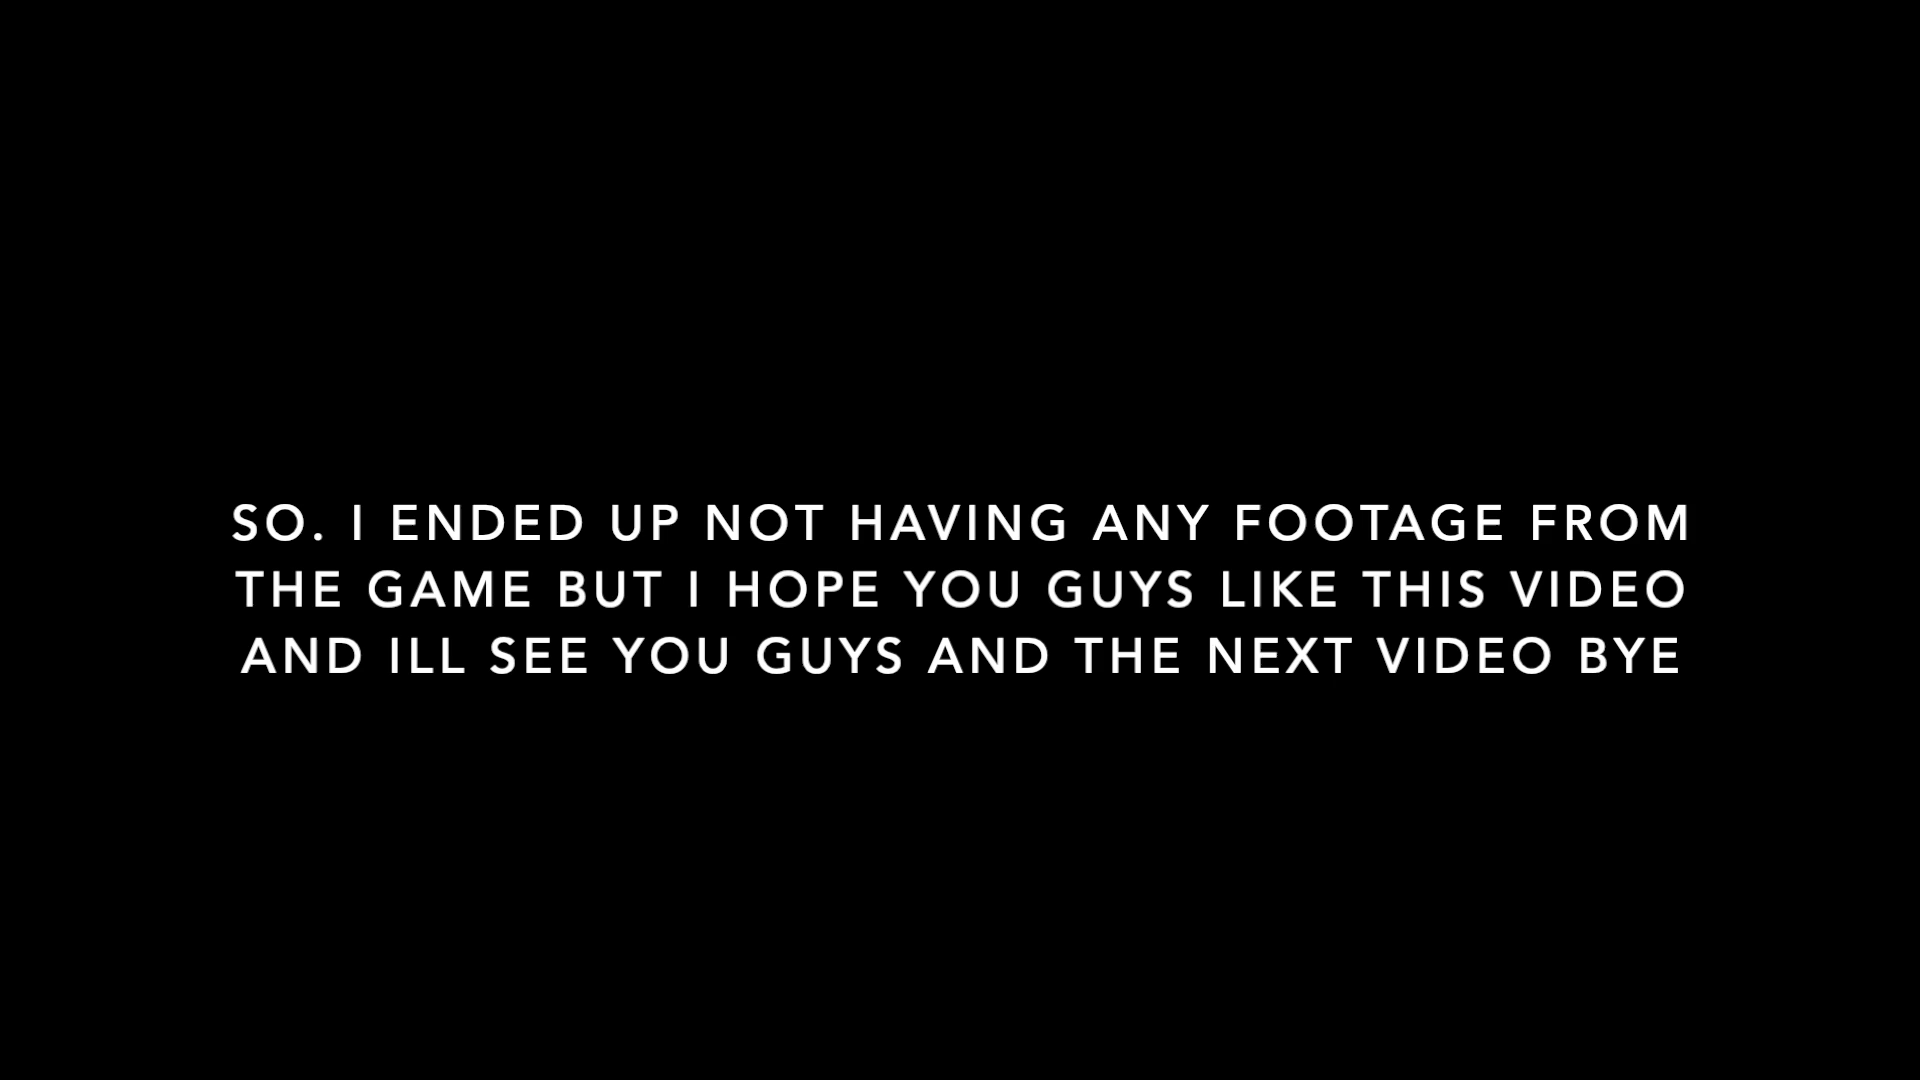 SO. I ENDED UP NOT HAVING ANY FOOTAGE FROM
THE GAME BUT I HOPE YOU GUYS LIKE THIS VIDEO
AND ILL SEE YOU GUYS AND THE NEXT VIDEO BYE